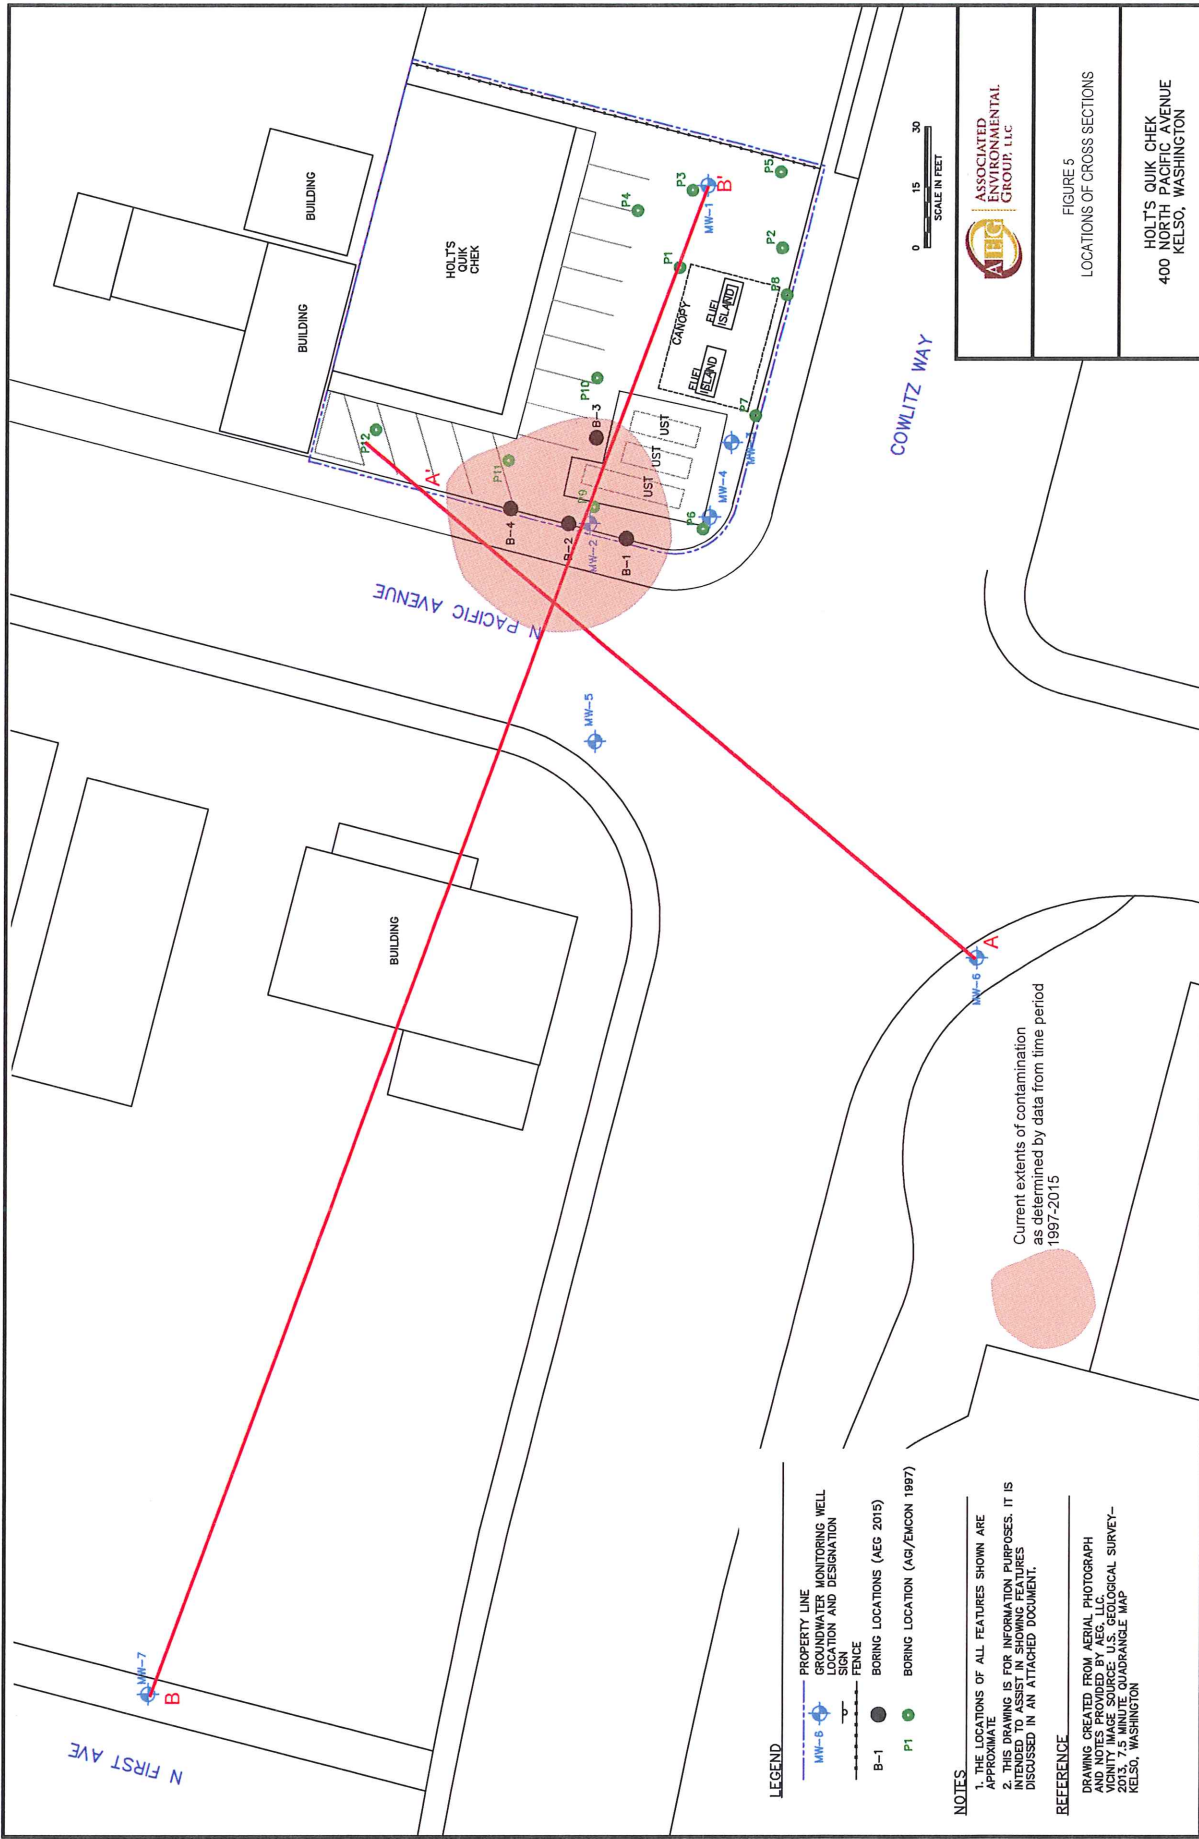 N FIRST AVE
MW-7
B
BUILDING
BUILDING
BUILDING
HOLT'S
QUIK
CHEK
P12
A'
P11
P10
P4
P3
MW-1
B'
P1
P5
P2
P8
CANOPY
FUEL
ISLAND
FUEL
ISLAND
B-3
UST
UST
UST
P7
MW-3
MW-4
P6
P9
B-4
B-2
MW-2
B-1
N PACIFIC AVENUE
MW-5
COWLITZ WAY
MW-6
A
0 15 30
SCALE IN FEET
Current extents of contamination
as determined by data from time period
1997-2015
LEGEND
PROPERTY LINE
MW-6
GROUNDWATER MONITORING WELL
LOCATION AND DESIGNATION
SIGN
FENCE
B-1
BORING LOCATIONS (AEG 2015)
P1
BORING LOCATION (AGI/EMCON 1997)
NOTES
1. THE LOCATIONS OF ALL FEATURES SHOWN ARE
APPROXIMATE
2. THIS DRAWING IS FOR INFORMATION PURPOSES. IT IS
INTENDED TO ASSIST IN SHOWING FEATURES
DISCUSSED IN AN ATTACHED DOCUMENT.
REFERENCE
DRAWING CREATED FROM AERIAL PHOTOGRAPH
AND NOTES PROVIDED BY AEG, LLC.
VICINITY IMAGE SOURCE: U.S. GEOLOGICAL SURVEY-
2013, 7.5 MINUTE QUADRANGLE MAP
KELSO, WASHINGTON
AEG
ASSOCIATED
ENVIRONMENTAL
GROUP, LLC
FIGURE 5
LOCATIONS OF CROSS SECTIONS
HOLT'S QUIK CHEK
400 NORTH PACIFIC AVENUE
KELSO, WASHINGTON